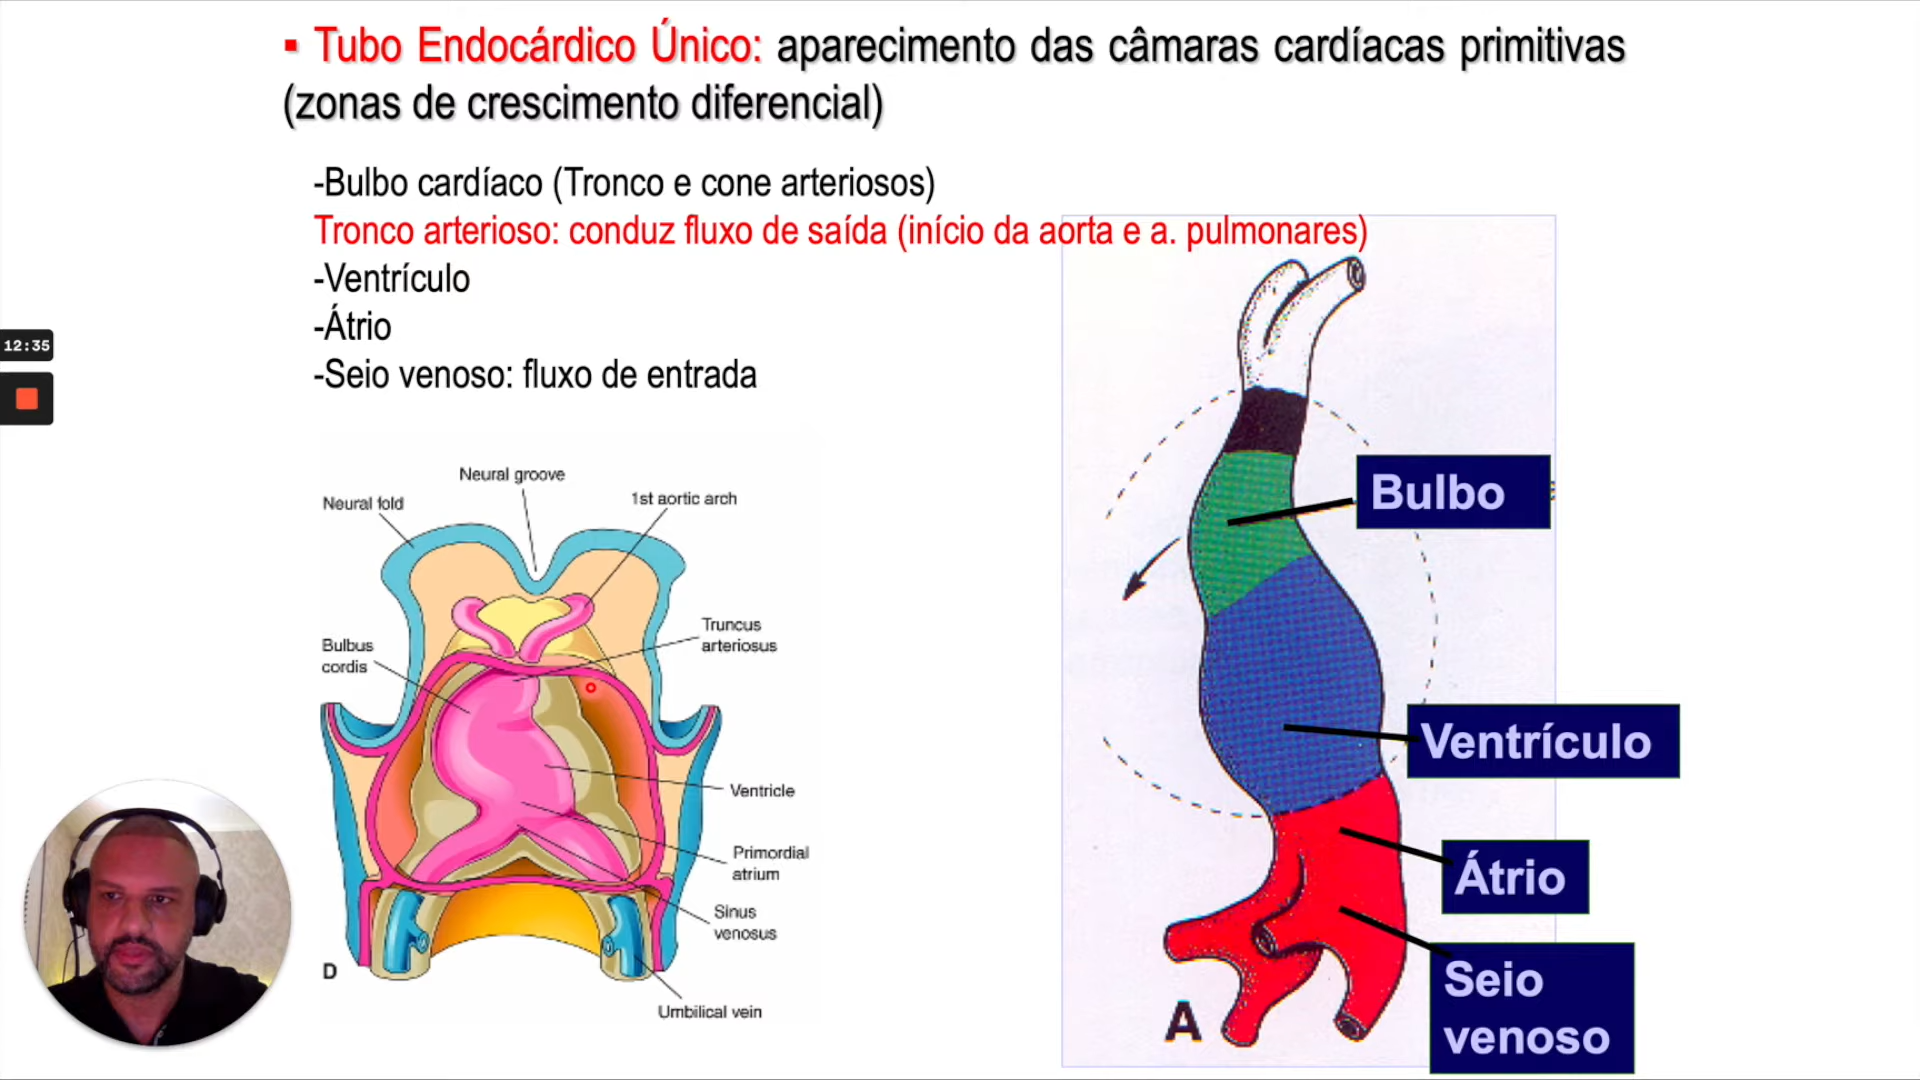 ▪ Tubo Endocárdico Único: aparecimento das câmaras cardíacas primitivas
(zonas de crescimento diferencial)
-Bulbo cardíaco (Tronco e cone arteriosos)
Tronco arterioso: conduz fluxo de saída (início da aorta e a. pulmonares)
-Ventrículo
-Átrio
-Seio venoso: fluxo de entrada
12:35
Neural groove
Neural fold
1st aortic arch
Truncus
arteriosus
Bulbus
cordis
Ventricle
Primordial
atrium
Sinus
venosus
D
Umbilical vein
Bulbo
Ventrículo
Átrio
Seio
venoso
A